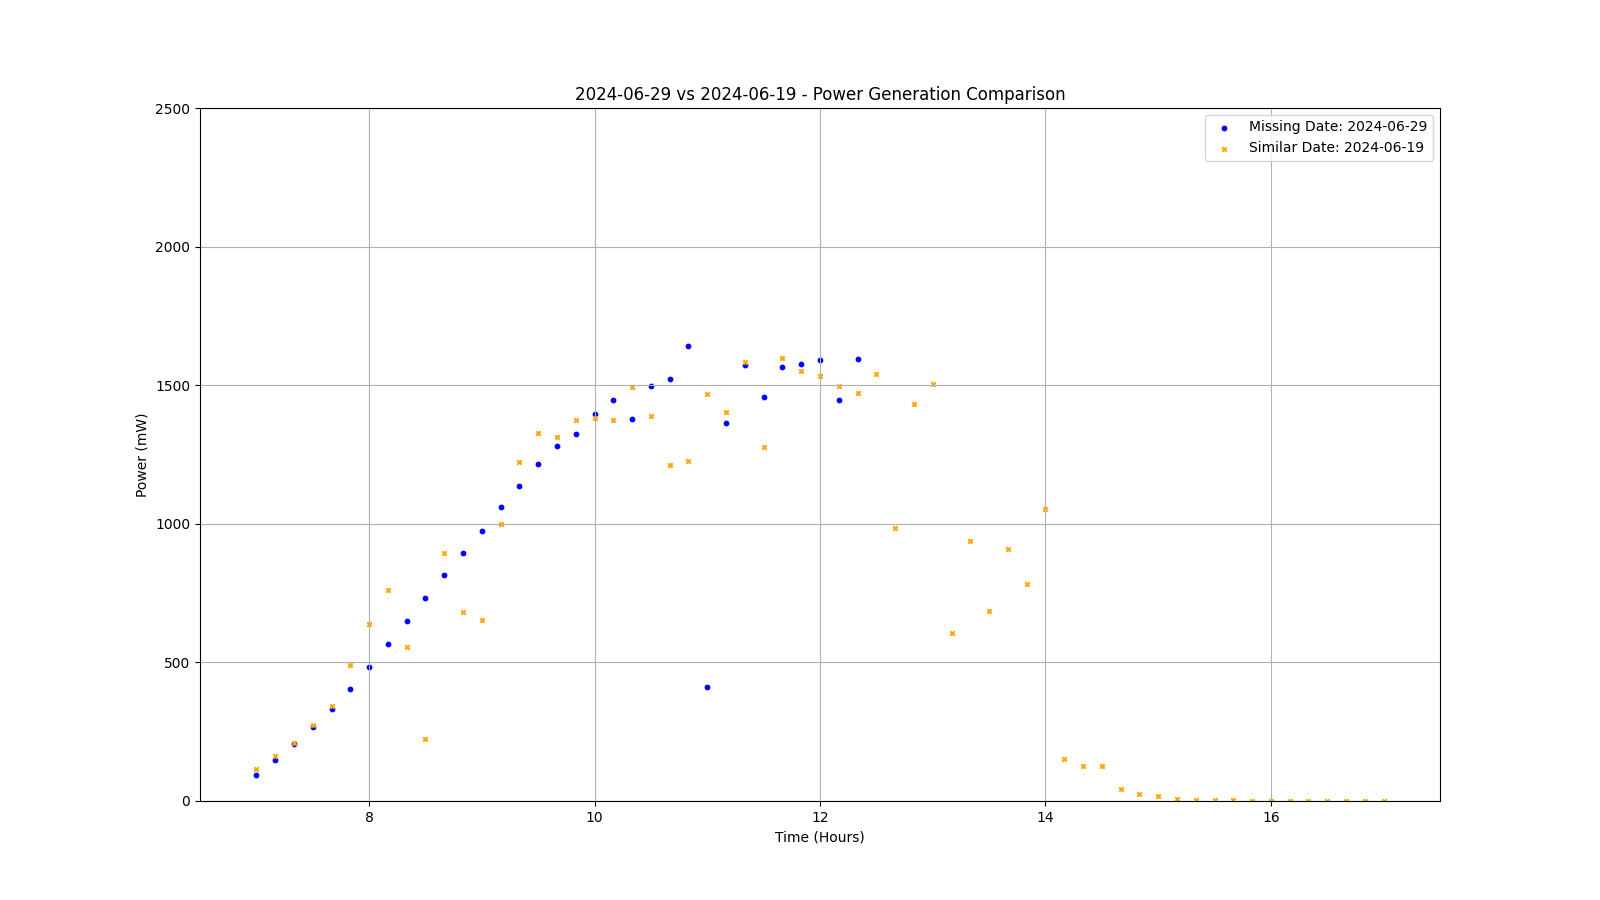 2024-06-29 vs 2024-06-19 - Power Generation Comparison
Missing Date: 2024-06-29
Similar Date: 2024-06-19
Power (mW)
2500
2000
1500
1000
500
0
8 10 12 14 16
Time (Hours)